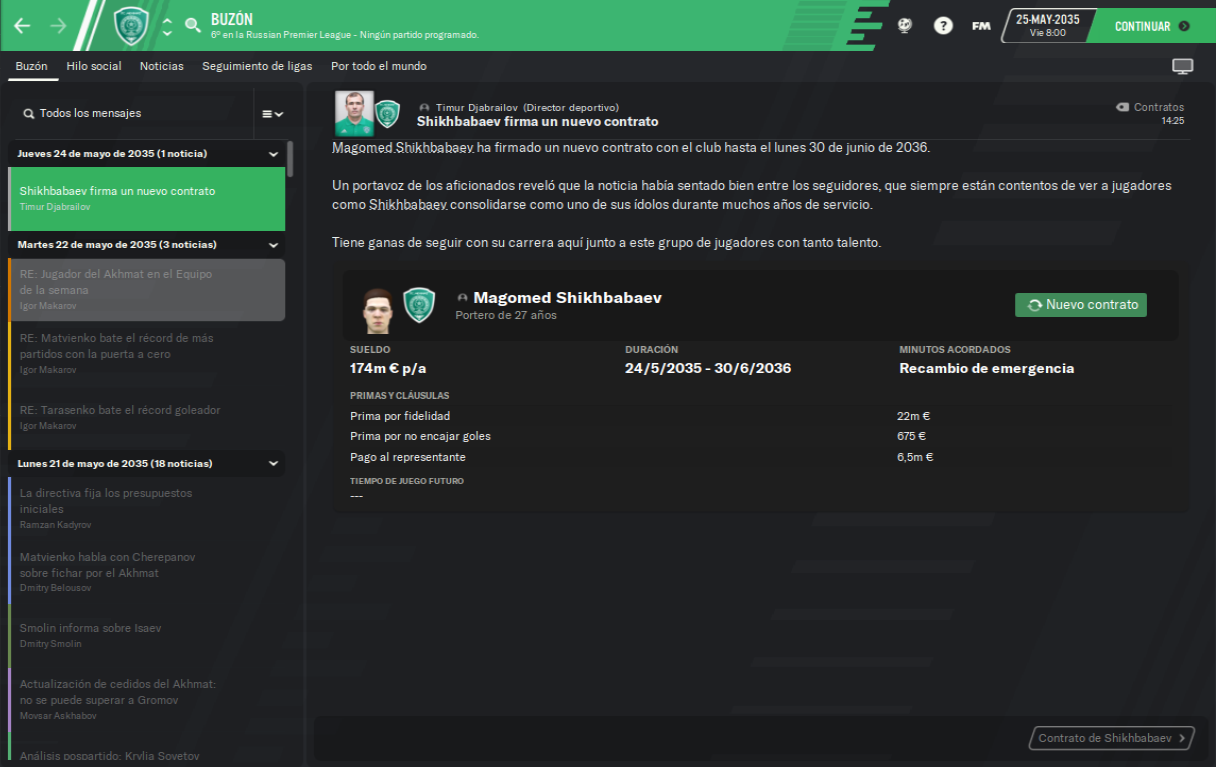 BUZÓN
6º en la Russian Premier League - Ningún partido programado.
FM
25-MAY-2035
Vie 8:00
CONTINUAR
Buzón
Hilo social
Noticias
Seguimiento de ligas
Por todo el mundo
Todos los mensajes
Jueves 24 de mayo de 2035 (1 noticia)
Shikhbabaev firma un nuevo contrato
Timur Djabrailov
Martes 22 de mayo de 2035 (3 noticias)
RE: Jugador del Akhmat en el Equipo
de la semana
Igor Makarov
RE: Matvienko bate el récord de más
partidos con la puerta a cero
Igor Makarov
RE: Tarasenko bate el récord goleador
Igor Makarov
Lunes 21 de mayo de 2035 (18 noticias)
La directiva fija los presupuestos
iniciales
Ramzan Kadyrov
Matvienko habla con Cherepanov
sobre fichar por el Akhmat
Dmitry Belousov
Smolin informa sobre Isaev
Dmitry Smolin
Actualización de cedidos del Akhmat:
no se puede superar a Gromov
Movsar Askhabov
Análisis pospartido: Krylia Sovetov
Timur Djabrailov (Director deportivo)
Shikhbabaev firma un nuevo contrato
Contratos
14:25
Magomed Shikhbabaev ha firmado un nuevo contrato con el club hasta el lunes 30 de junio de 2036.
Un portavoz de los aficionados reveló que la noticia había sentado bien entre los seguidores, que siempre están contentos de ver a jugadores
como Shikhbabaev consolidarse como uno de sus ídolos durante muchos años de servicio.
Tiene ganas de seguir con su carrera aquí junto a este grupo de jugadores con tanto talento.
Magomed Shikhbabaev
Portero de 27 años
Nuevo contrato
SUELDO
DURACIÓN
MINUTOS ACORDADOS
174m € p/a
24/5/2035 - 30/6/2036
Recambio de emergencia
PRIMAS Y CLÁUSULAS
Prima por fidelidad
22m €
Prima por no encajar goles
675 €
Pago al representante
6,5m €
TIEMPO DE JUEGO FUTURO
---
Contrato de Shikhbabaev